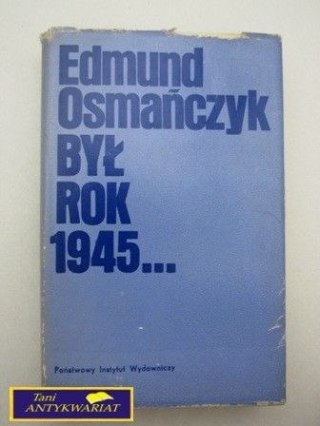 Edmund
Osmańczyk
BYŁ
ROK
1945...
Państwowy Instytut Wydawniczy
Tani
ANTYKWARIAT